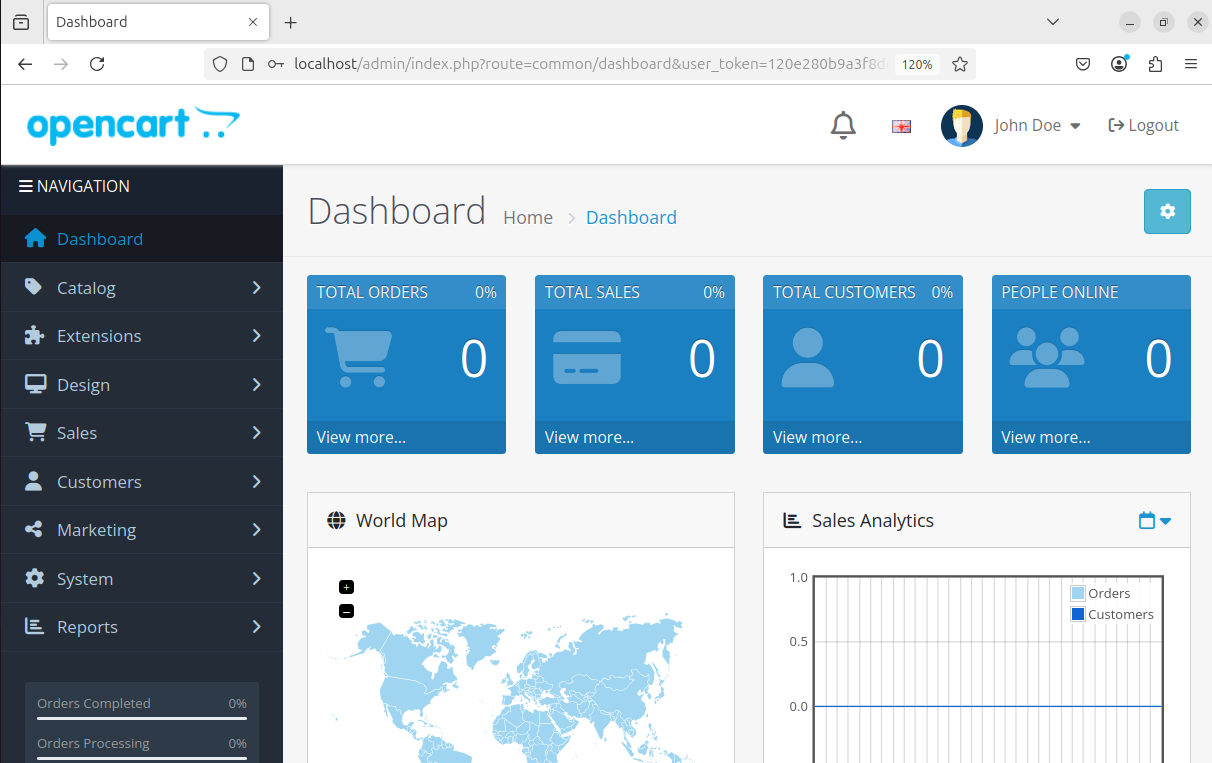 Dashboard
localhost/admin/index.php?route=common/dashboard&user_token=120e280b9a3f8d
120%
opencart
John Doe
Logout
NAVIGATION
Dashboard
Catalog
Extensions
Design
Sales
Customers
Marketing
System
Reports
Orders Completed 0%
Orders Processing 0%
Dashboard
Home
Dashboard
TOTAL ORDERS 0%
0
View more...
TOTAL SALES 0%
0
View more...
TOTAL CUSTOMERS 0%
0
View more...
PEOPLE ONLINE
0
View more...
World Map
+
–
Sales Analytics
1.0
0.5
0.0
Orders
Customers